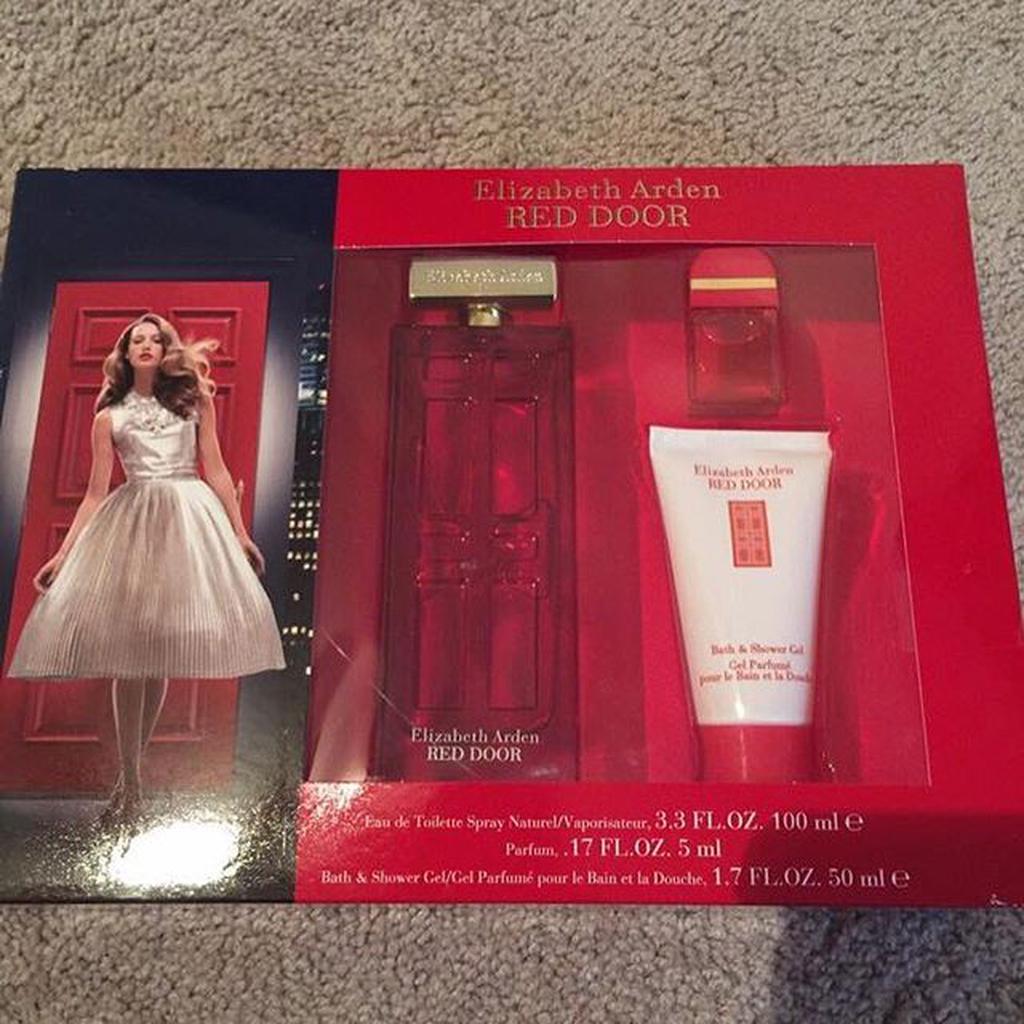 Elizabeth Arden
RED DOOR
Elizabeth Arden
Elizabeth Arden
RED DOOR
Bath & Shower Gel
Gel Parfumé
pour le Bain et la Douche
Elizabeth Arden
RED DOOR
Eau de Toilette Spray Naturel/Vaporisateur, 3.3 FL.OZ. 100 ml ℮
Parfum, .17 FL.OZ. 5 ml
Bath & Shower Gel/Gel Parfumé pour le Bain et la Douche, 1.7 FL.OZ. 50 ml ℮